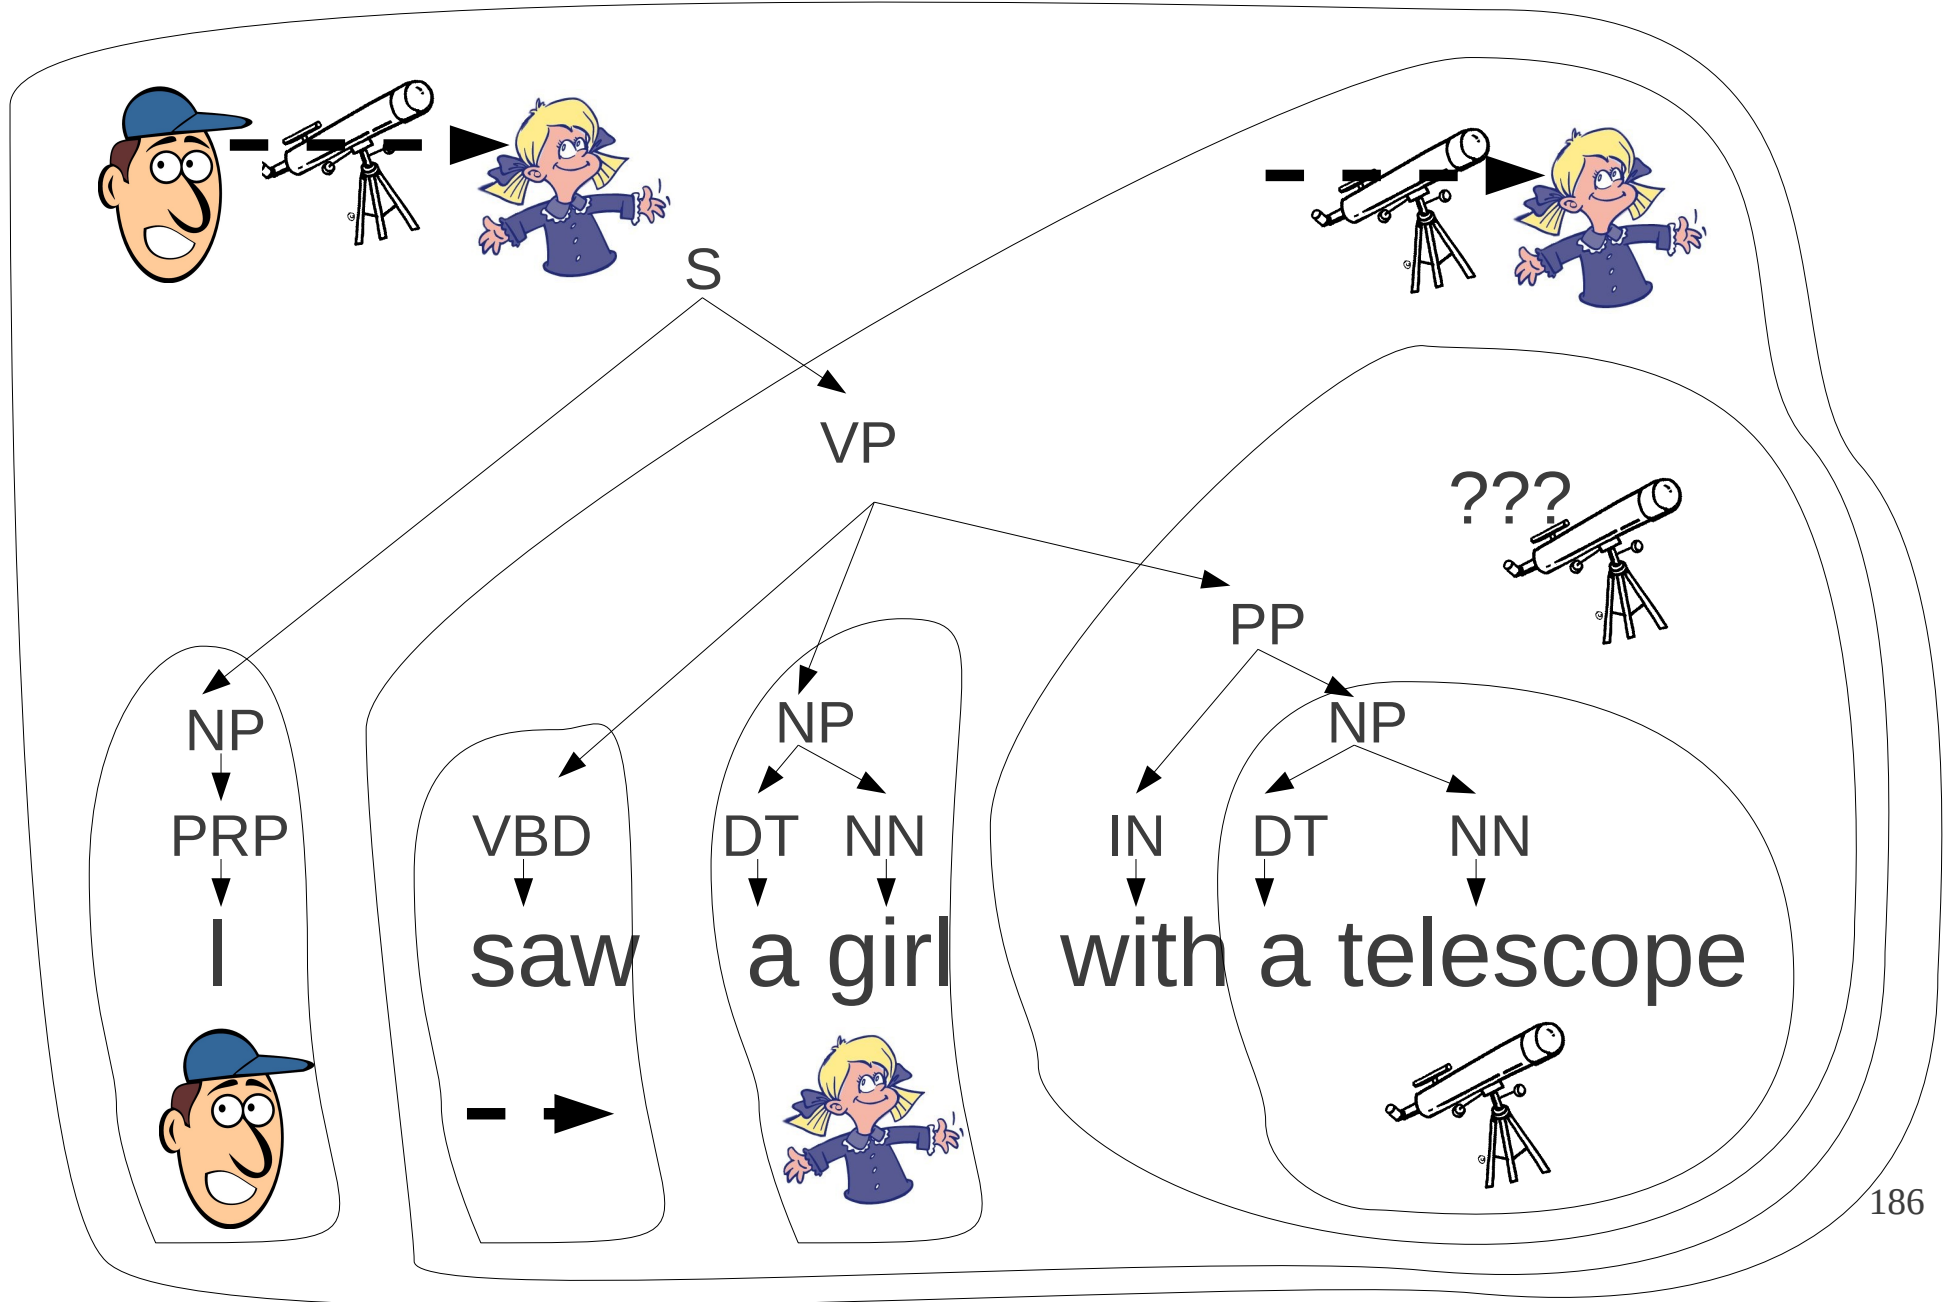 S
VP
???
PP
NP NP NP
PRP VBD DT NN IN DT NN
I saw a girl with a telescope
186